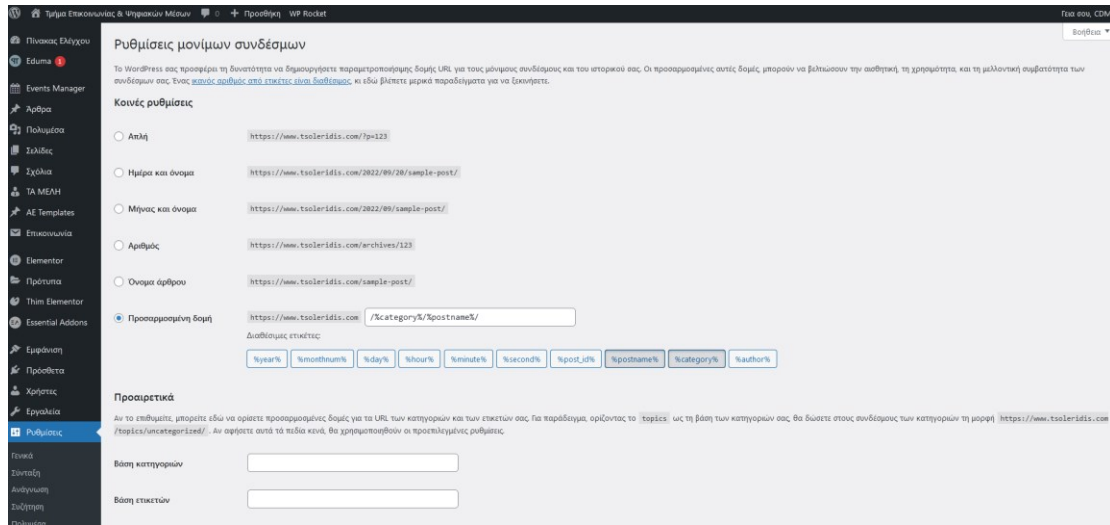 Τμήμα Επικοινωνίας & Ψηφιακών Μέσων 0 + Προσθήκη WP Rocket Γεια σου, CDM
Βοήθεια
Πίνακας Ελέγχου
Eduma 1
Events Manager
Άρθρα
Πολυμέσα
Σελίδες
Σχόλια
ΤΑ ΜΕΛΗ
AE Templates
Επικοινωνία
Elementor
Πρότυπα
Thim Elementor
Essential Addons
Εμφάνιση
Πρόσθετα
Χρήστες
Εργαλεία
Ρυθμίσεις
Γενικά
Σύνταξη
Ανάγνωση
Συζήτηση
Πολυμέσα
Ρυθμίσεις μονίμων συνδέσμων
Το WordPress σας προσφέρει τη δυνατότητα να δημιουργήσετε παραμετροποιήσιμης δομής URL για τους μόνιμους συνδέσμους και του ιστορικού σας. Οι προσαρμοσμένες αυτές δομές, μπορούν να βελτιώσουν την αισθητική, τη χρησιμότητα, και τη μελλοντική συμβατότητα των
συνδέσμων σας. Ένας ικανός αριθμός από ετικέτες είναι διαθέσιμος, κι εδώ βλέπετε μερικά παραδείγματα για να ξεκινήσετε.
Κοινές ρυθμίσεις
Απλή https://www.tsoleridis.com/?p=123
Ημέρα και όνομα https://www.tsoleridis.com/2022/09/20/sample-post/
Μήνας και όνομα https://www.tsoleridis.com/2022/09/sample-post/
Αριθμός https://www.tsoleridis.com/archives/123
Όνομα άρθρου https://www.tsoleridis.com/sample-post/
Προσαρμοσμένη δομή https://www.tsoleridis.com /%category%/%postname%/
Διαθέσιμες ετικέτες:
%year% %monthnum% %day% %hour% %minute% %second% %post_id% %postname% %category% %author%
Προαιρετικά
Αν το επιθυμείτε, μπορείτε εδώ να ορίσετε προσαρμοσμένες δομές για τα URL των κατηγοριών και των ετικετών σας. Για παράδειγμα, ορίζοντας το topics ως τη βάση των κατηγοριών σας, θα δώσετε στους συνδέσμους των κατηγοριών τη μορφή https://www.tsoleridis.com
/topics/uncategorized/ . Αν αφήσετε αυτά τα πεδία κενά, θα χρησιμοποιηθούν οι προεπιλεγμένες ρυθμίσεις.
Βάση κατηγοριών
Βάση ετικετών